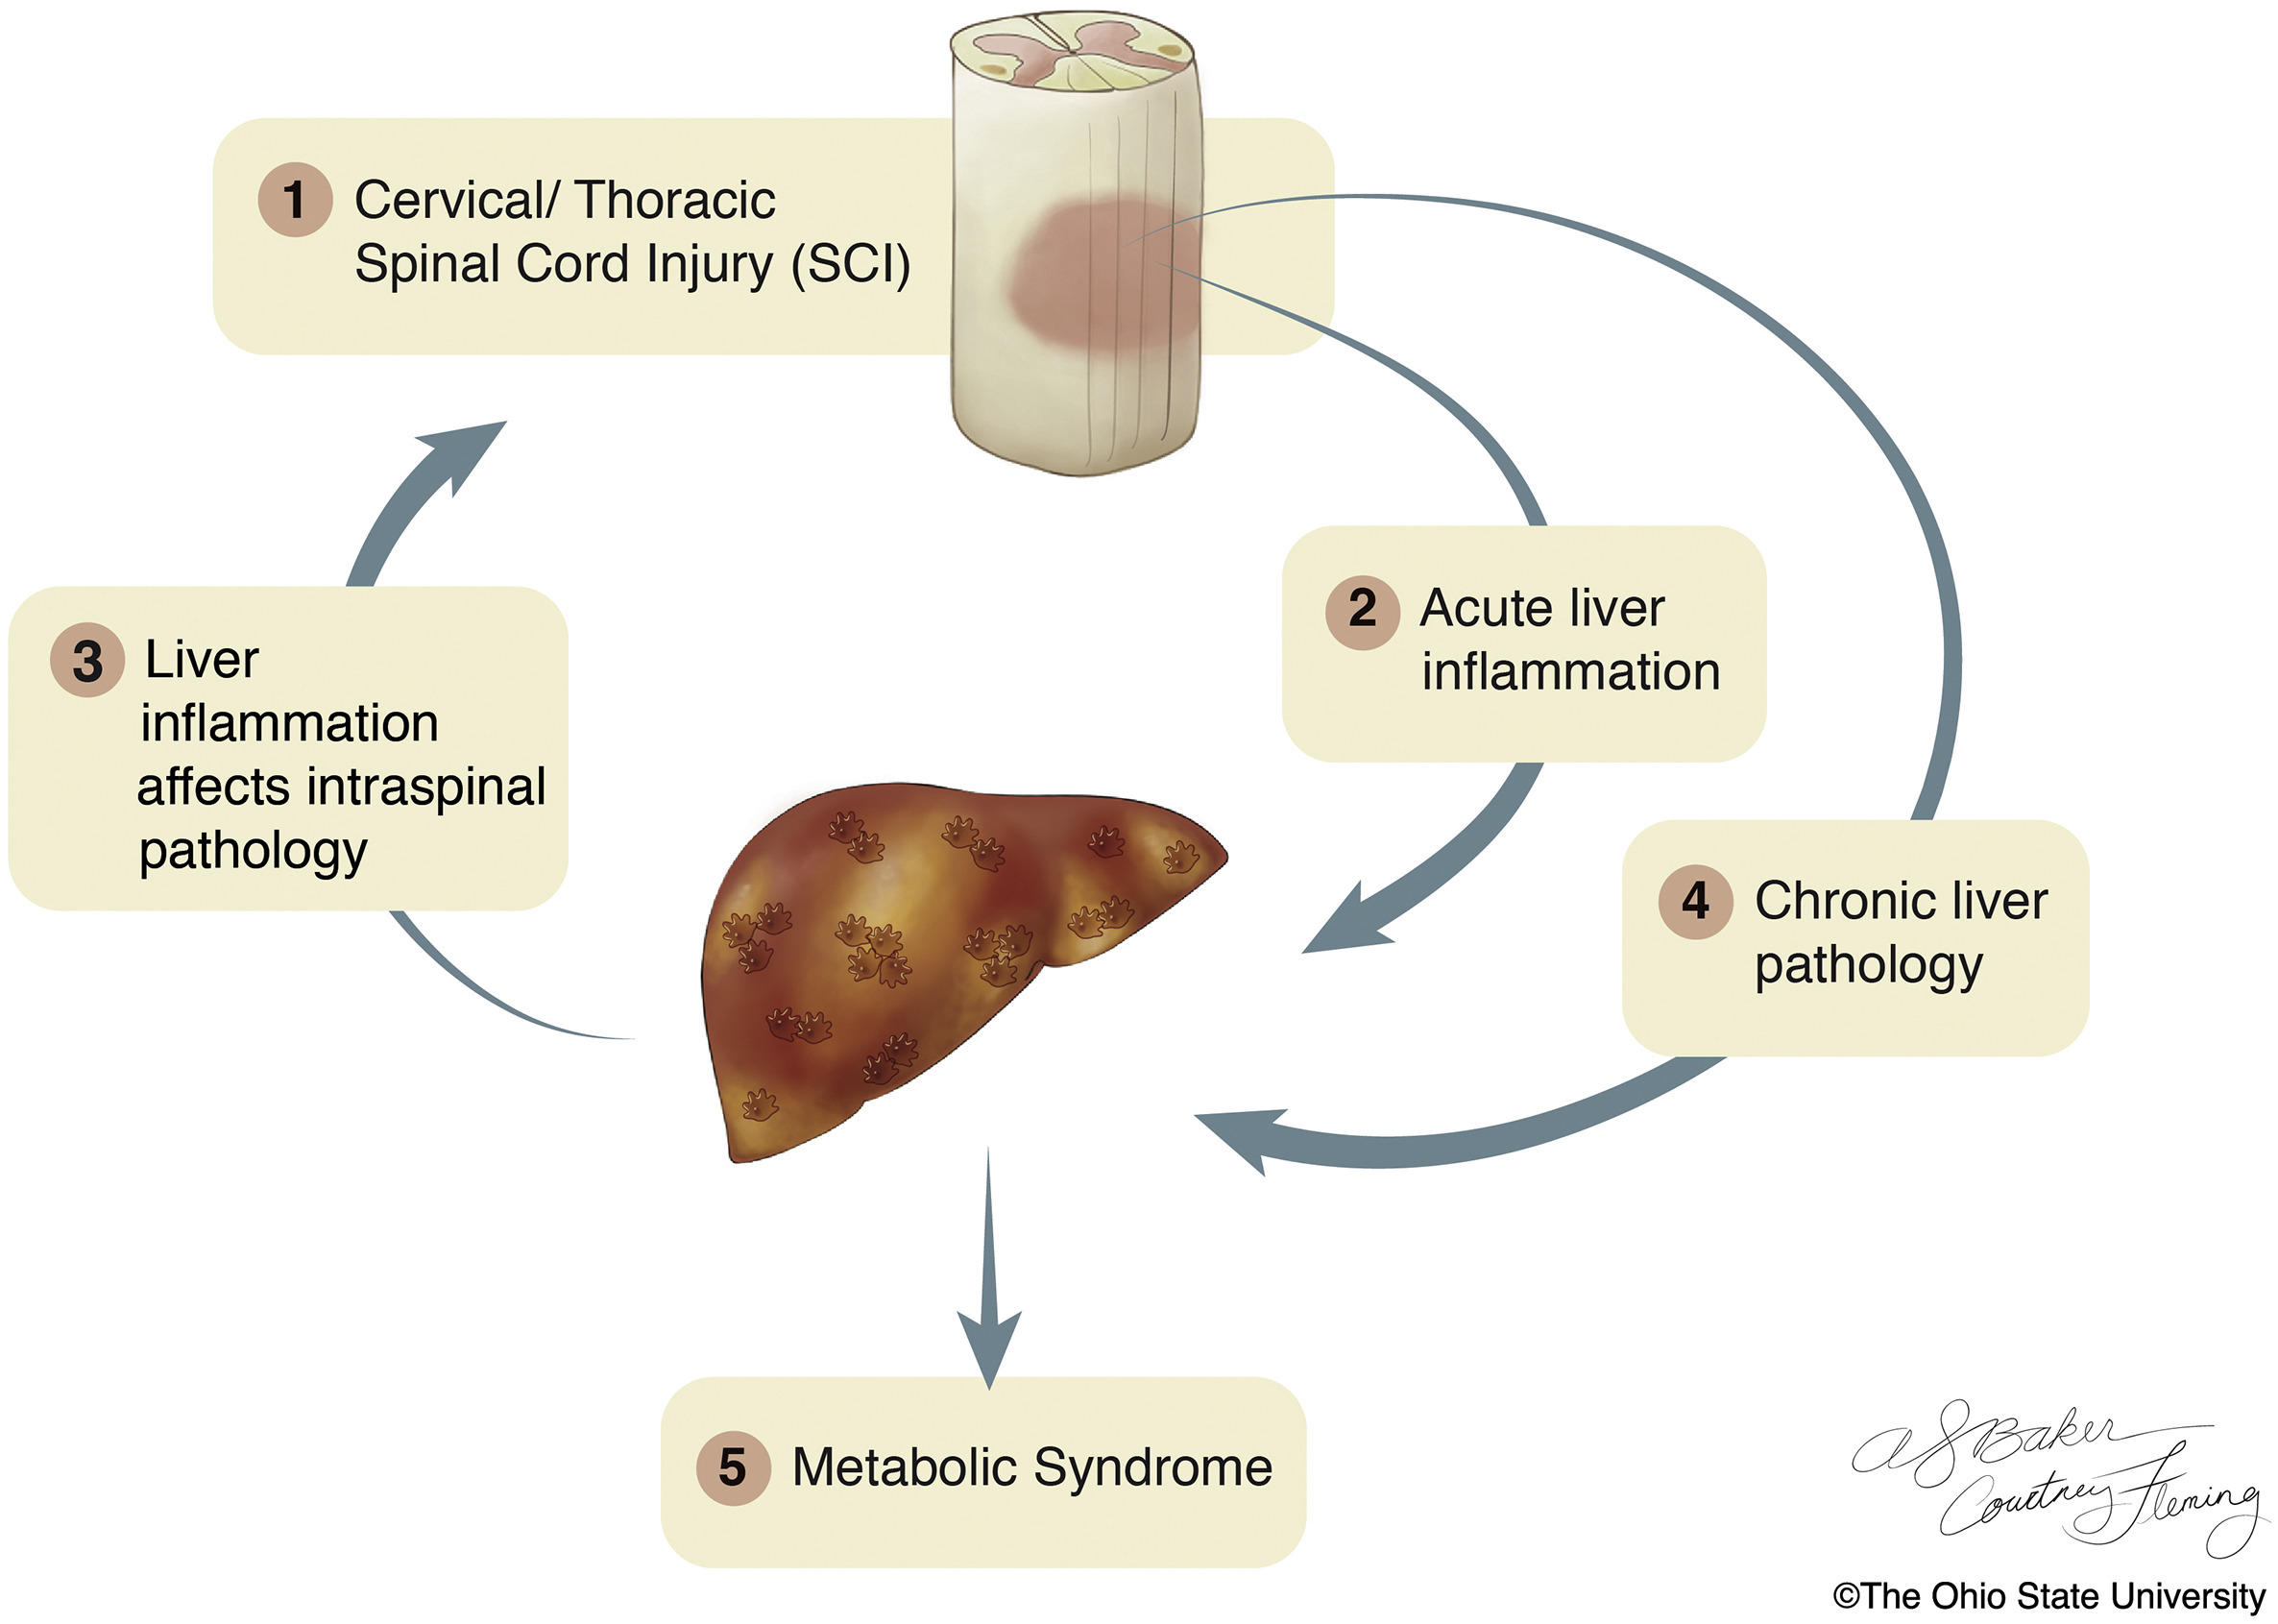 1 Cervical/ Thoracic
Spinal Cord Injury (SCI)
2 Acute liver
inflammation
3 Liver
inflammation
affects intraspinal
pathology
4 Chronic liver
pathology
5 Metabolic Syndrome
Baker
Courtney Fleming
©The Ohio State University